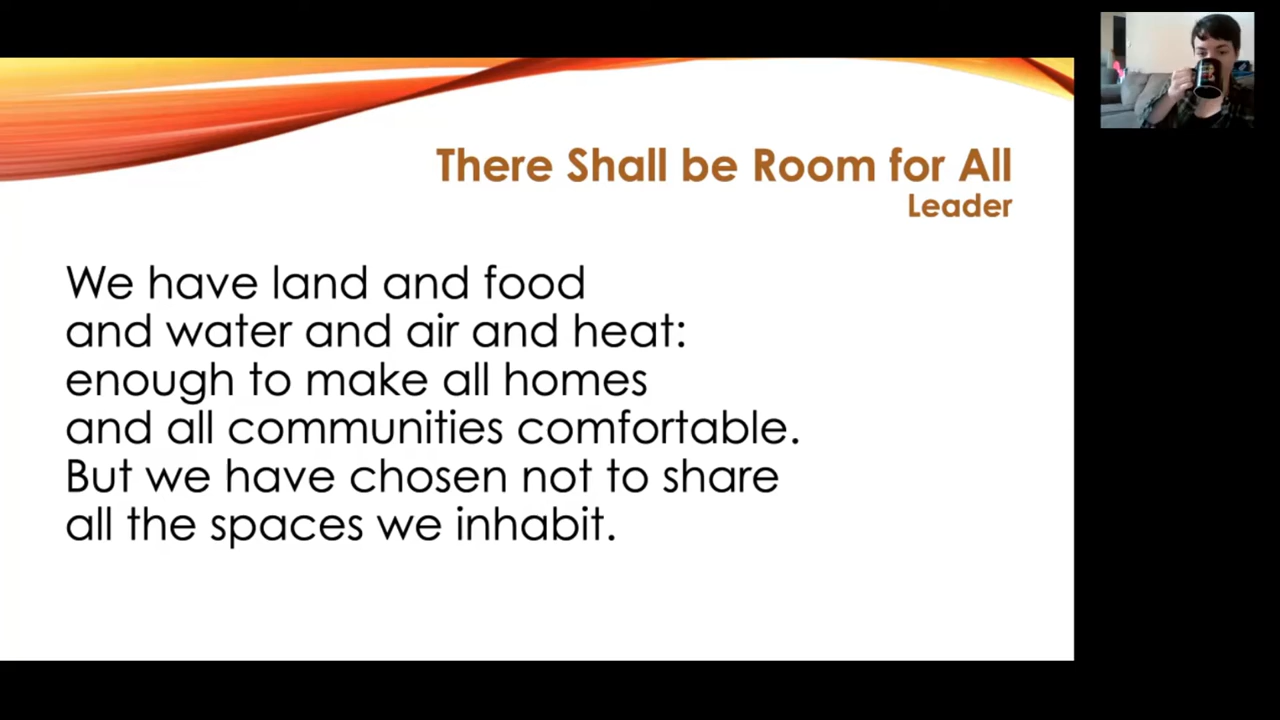 There Shall be Room for All
Leader
We have land and food
and water and air and heat:
enough to make all homes
and all communities comfortable.
But we have chosen not to share
all the spaces we inhabit.